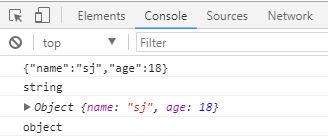 Elements Console Sources Network
top Filter
{"name":"sj","age":18}
string
Object {name: "sj", age: 18}
object